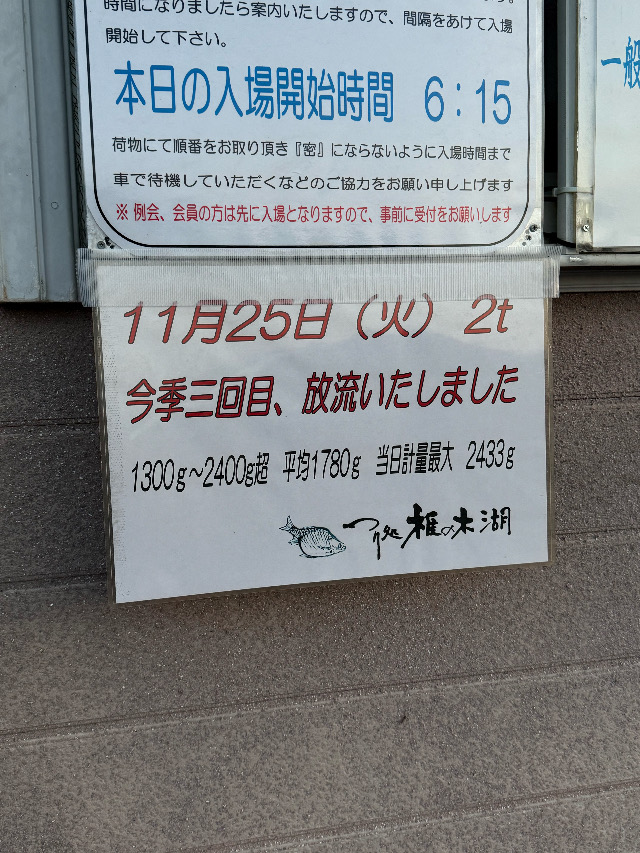 時間になりましたら案内いたしますので、間隔をあけて入場
開始して下さい。
本日の入場開始時間 6:15
荷物にて順番をお取り頂き『密』にならないように入場時間まで
車で待機していただくなどのご協力をお願い申し上げます
※ 例会、会員の方は先に入場となりますので、事前に受付をお願いします
一般
11月25日(火) 2t
今季三回目、放流いたしました
1300g～2400g超 平均1780g 当日計量最大 2433g
つり処 椎の木湖